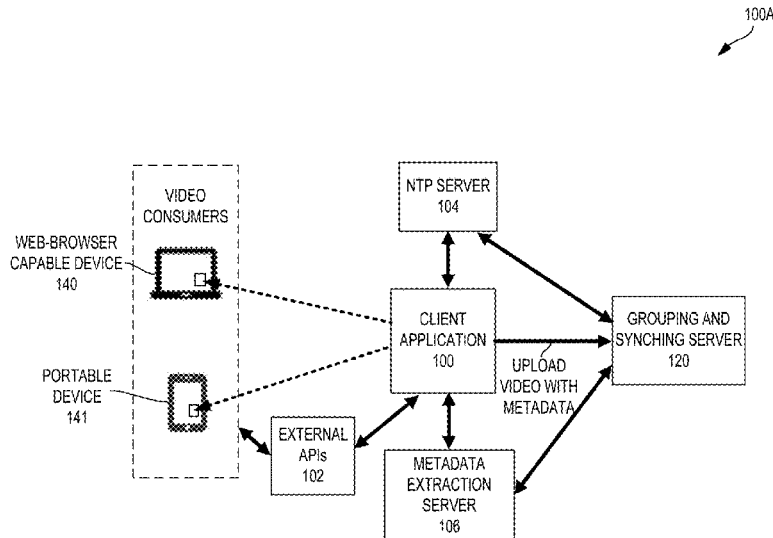 100A
VIDEO
CONSUMERS
WEB-BROWSER
CAPABLE DEVICE
140
PORTABLE
DEVICE
141
EXTERNAL
APIs
102
NTP SERVER
104
CLIENT
APPLICATION
100
UPLOAD
VIDEO WITH
METADATA
METADATA
EXTRACTION
SERVER
106
GROUPING AND
SYNCHING SERVER
120